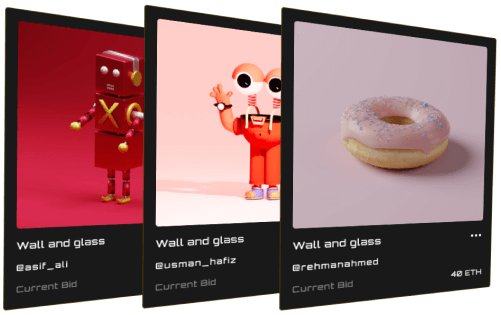 XO
Wall and glass
@asif_ali
Current Bid
Wall and glass
@usman_hafiz
Current Bid
Wall and glass
@rehmanahmed
Current Bid
40 ETH